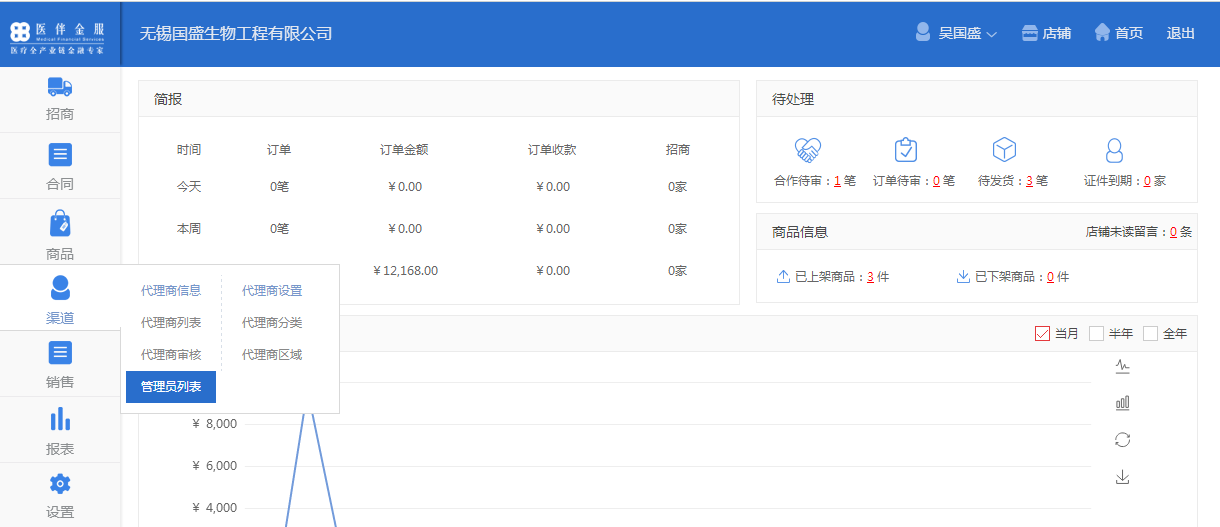 医伴金服
Medical Financial Services
医疗全产业链金融专家
无锡国盛生物工程有限公司
吴国盛
店铺
首页
退出
招商
合同
商品
渠道
销售
报表
设置
代理商信息
代理商设置
代理商列表
代理商分类
代理商审核
代理商区域
管理员列表
简报
时间 订单 订单金额 订单收款 招商
今天 0笔 ￥0.00 ￥0.00 0家
本周 0笔 ￥0.00 ￥0.00 0家
￥12,168.00 ￥0.00 0家
待处理
合作待审：1 笔
订单待审：0 笔
待发货：3 笔
证件到期：0 家
商品信息
店铺未读留言：0 条
已上架商品：3 件
已下架商品：0 件
当月
半年
全年
￥ 8,000
￥ 6,000
￥ 4,000